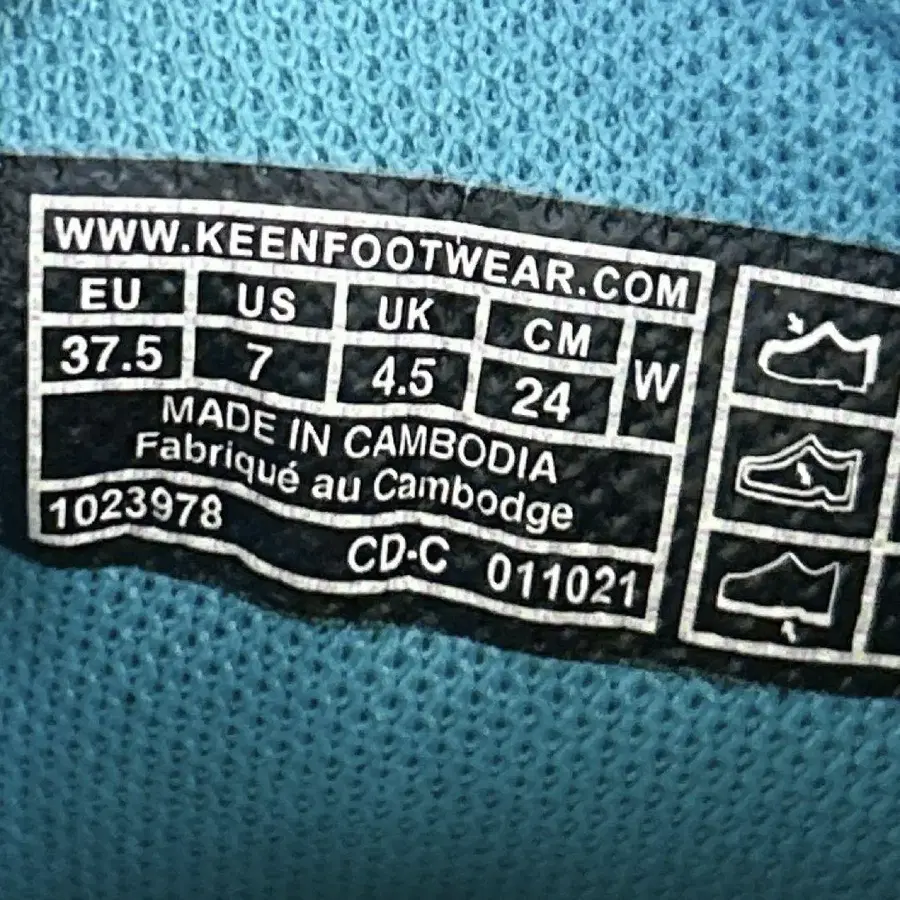 WWW.KEENFOOTWEAR.COM
EU US UK CM W
37.5 7 4.5 24
MADE IN CAMBODIA
Fabriqué au Cambodge
1023978 CD-C 011021